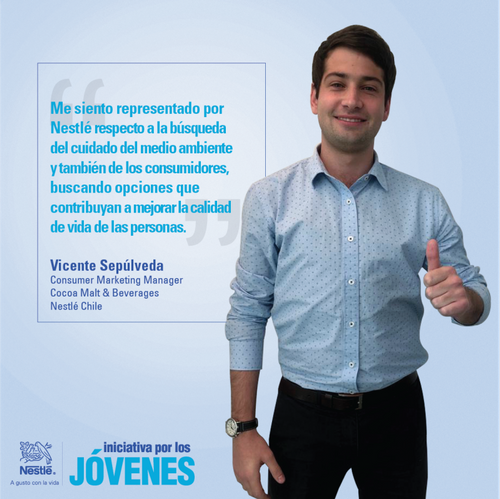 Me siento representado por
Nestlé respecto a la búsqueda
del cuidado del medio ambiente
y también de los consumidores,
buscando opciones que
contribuyan a mejorar la calidad
de vida de las personas.
Vicente Sepúlveda
Consumer Marketing Manager
Cocoa Malt & Beverages
Nestlé Chile
Nestlé®
A gusto con la vida
iniciativa por los
JÓVENES